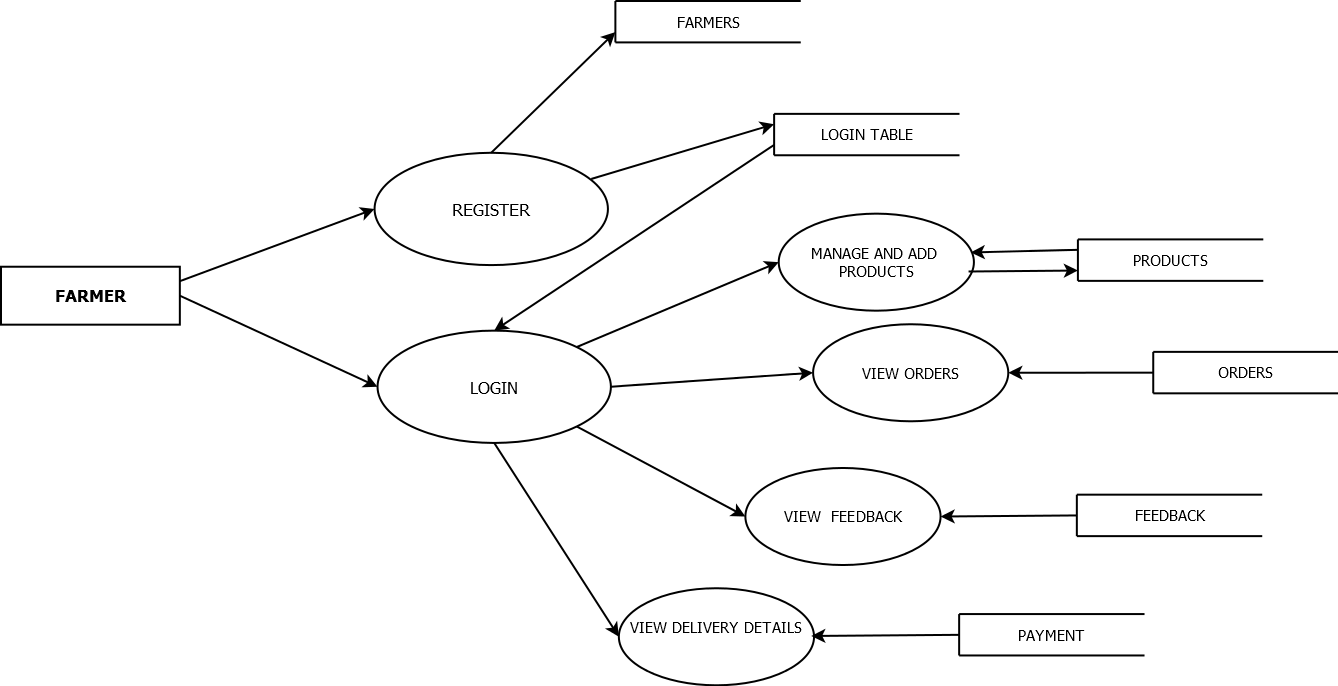 FARMERS
LOGIN TABLE
REGISTER
MANAGE AND ADD
PRODUCTS
PRODUCTS
FARMER
VIEW ORDERS
ORDERS
LOGIN
VIEW  FEEDBACK
FEEDBACK
VIEW DELIVERY DETAILS
PAYMENT